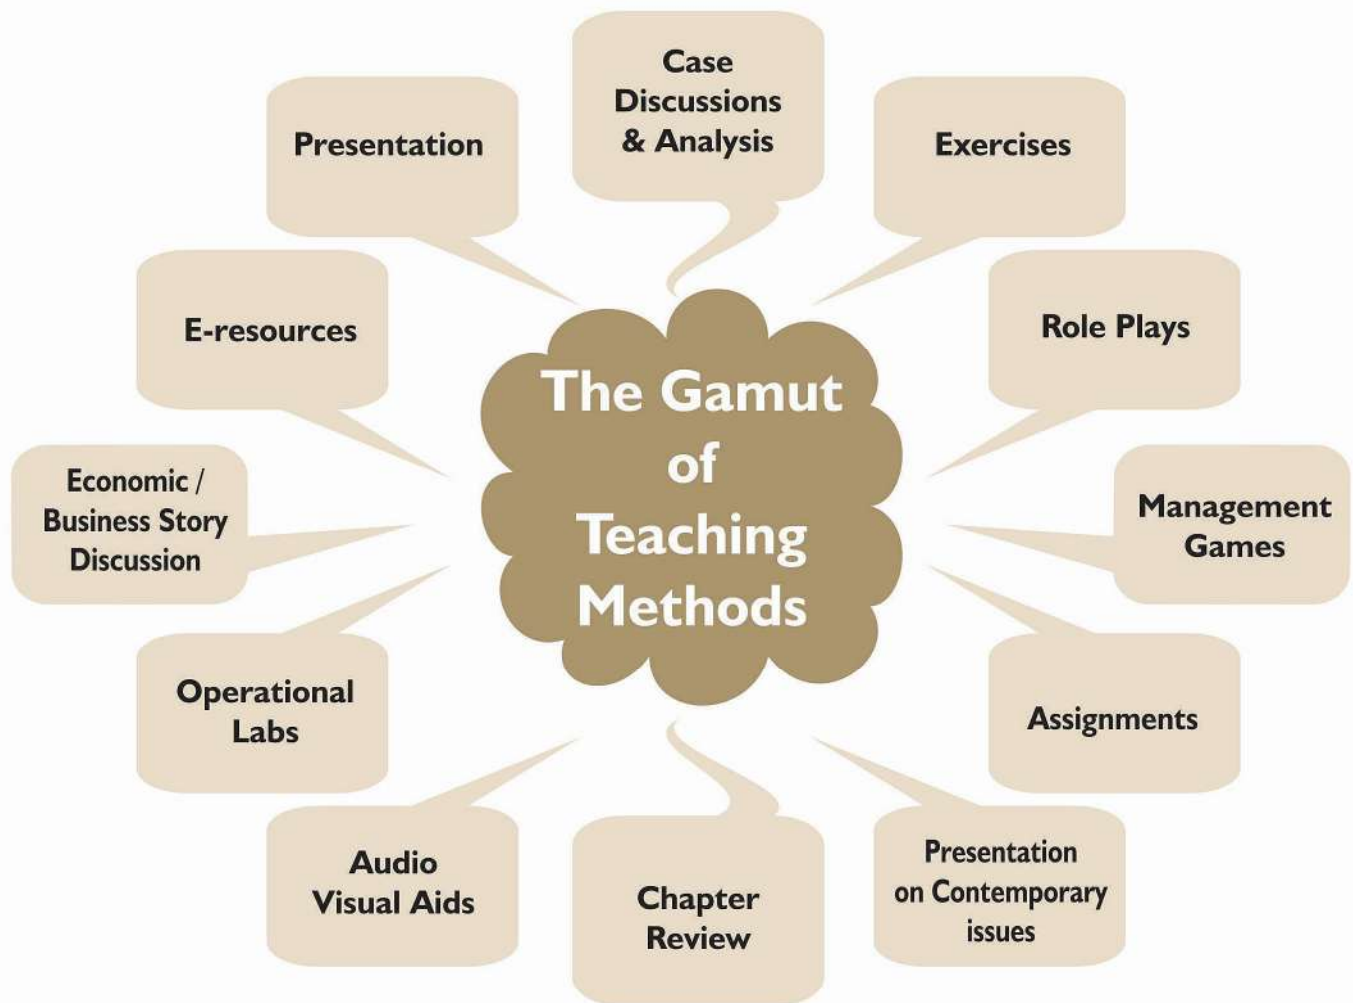 Case
Discussions
& Analysis
Presentation
Exercises
E-resources
Role Plays
The Gamut
of
Teaching
Methods
Economic /
Business Story
Discussion
Management
Games
Operational
Labs
Assignments
Audio
Visual Aids
Chapter
Review
Presentation
on Contemporary
issues